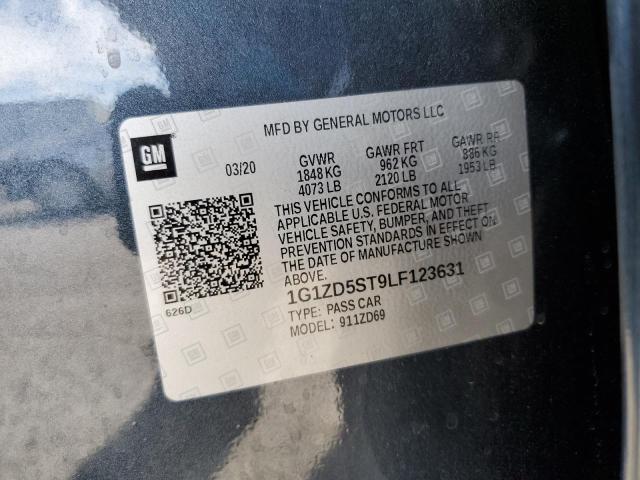 MFD BY GENERAL MOTORS LLC
GM
03/20 GVWR GAWR FRT GAWR RR
1848 KG 962 KG 886 KG
4073 LB 2120 LB 1953 LB
THIS VEHICLE CONFORMS TO ALL
APPLICABLE U.S. FEDERAL MOTOR
VEHICLE SAFETY, BUMPER, AND THEFT
PREVENTION STANDARDS IN EFFECT ON
THE DATE OF MANUFACTURE SHOWN
ABOVE.
626D
1G1ZD5ST9LF123631
TYPE: PASS CAR
MODEL: 911ZD69